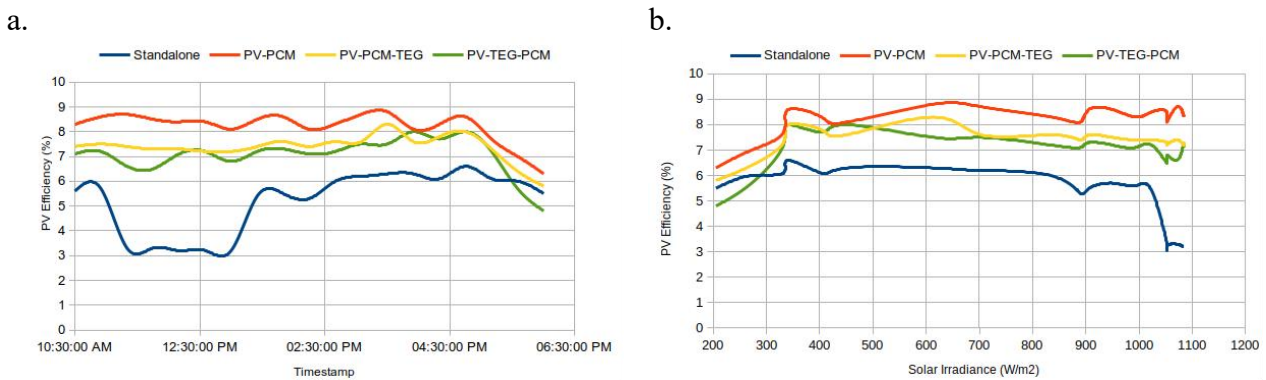 a.
Standalone PV-PCM PV-PCM-TEG PV-TEG-PCM
PV Efficiency (%)
10
9
8
7
6
5
4
3
2
1
0
10:30:00 AM 12:30:00 PM 02:30:00 PM 04:30:00 PM 06:30:00 PM
Timestamp
b.
Standalone PV-PCM PV-PCM-TEG PV-TEG-PCM
PV Efficiency (%)
10
9
8
7
6
5
4
3
2
1
0
200 300 400 500 600 700 800 900 1000 1100 1200
Solar Irradiance (W/m2)